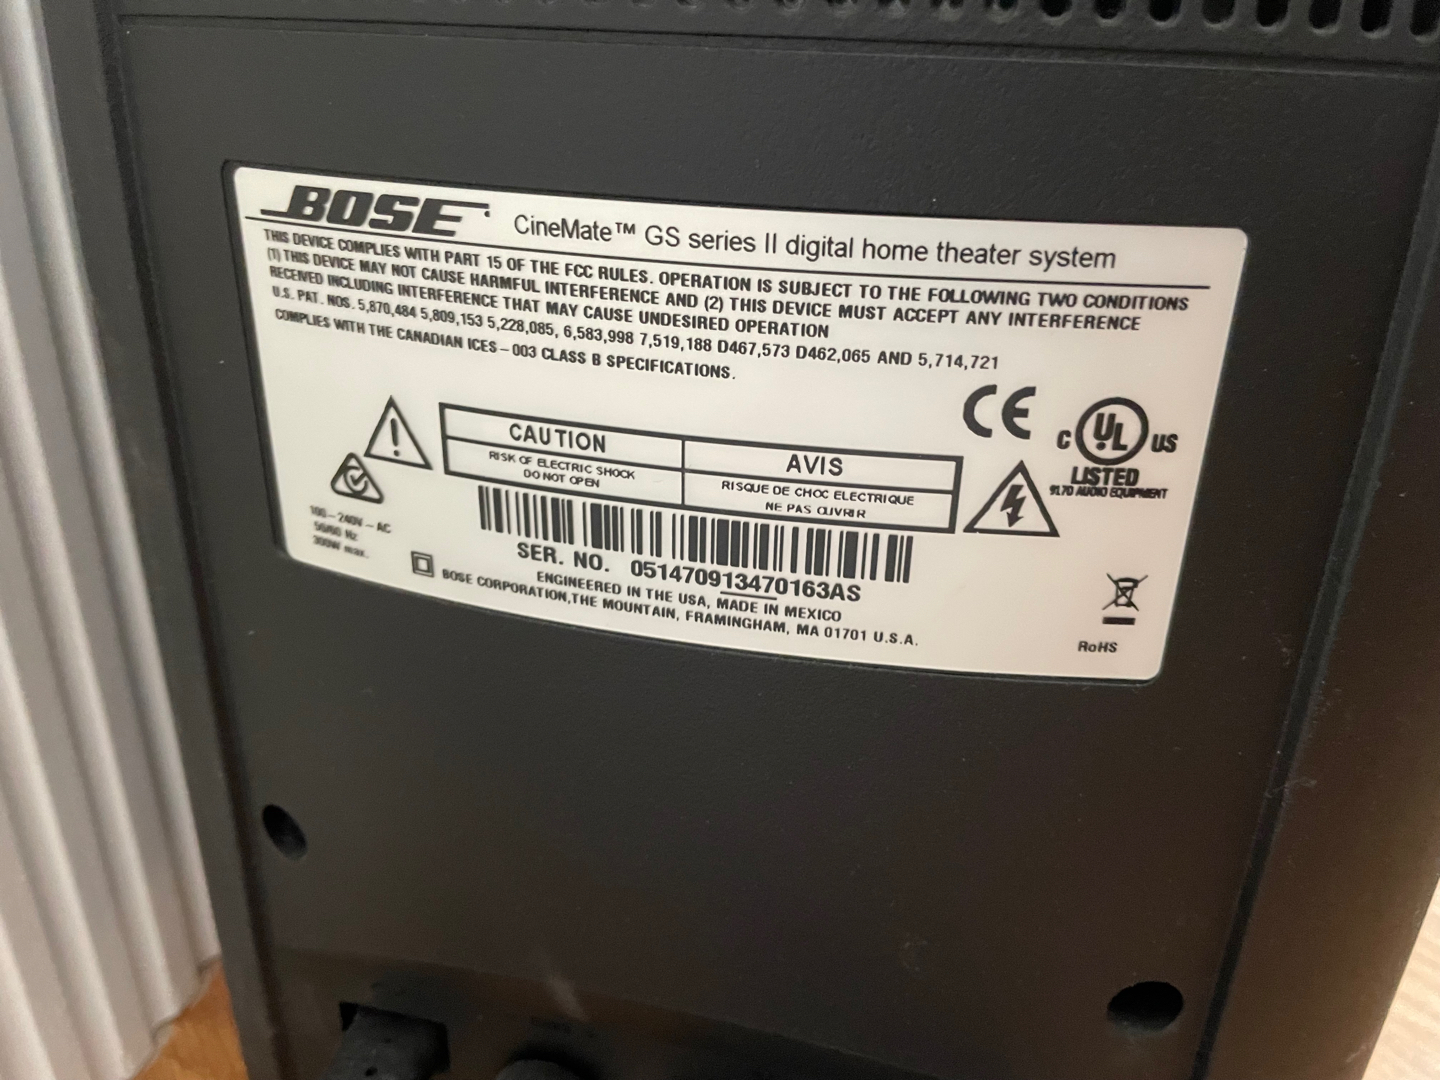 BOSE CineMate™ GS series II digital home theater system
THIS DEVICE COMPLIES WITH PART 15 OF THE FCC RULES. OPERATION IS SUBJECT TO THE FOLLOWING TWO CONDITIONS
(1) THIS DEVICE MAY NOT CAUSE HARMFUL INTERFERENCE AND (2) THIS DEVICE MUST ACCEPT ANY INTERFERENCE
RECEIVED INCLUDING INTERFERENCE THAT MAY CAUSE UNDESIRED OPERATION
U.S. PAT. NOS. 5,870,484 5,809,153 5,228,085, 6,583,998 7,519,188 D467,573 D462,065 AND 5,714,721
COMPLIES WITH THE CANADIAN ICES-003 CLASS B SPECIFICATIONS.
CE
C UL US
LISTED
917D AUDIO EQUIPMENT
CAUTION
RISK OF ELECTRIC SHOCK
DO NOT OPEN
AVIS
RISQUE DE CHOC ELECTRIQUE
NE PAS OUVRIR
100-240V~AC
50/60 Hz
300W max.
SER. NO. 051470913470163AS
ENGINEERED IN THE USA, MADE IN MEXICO
BOSE CORPORATION,THE MOUNTAIN, FRAMINGHAM, MA 01701 U.S.A.
RoHS